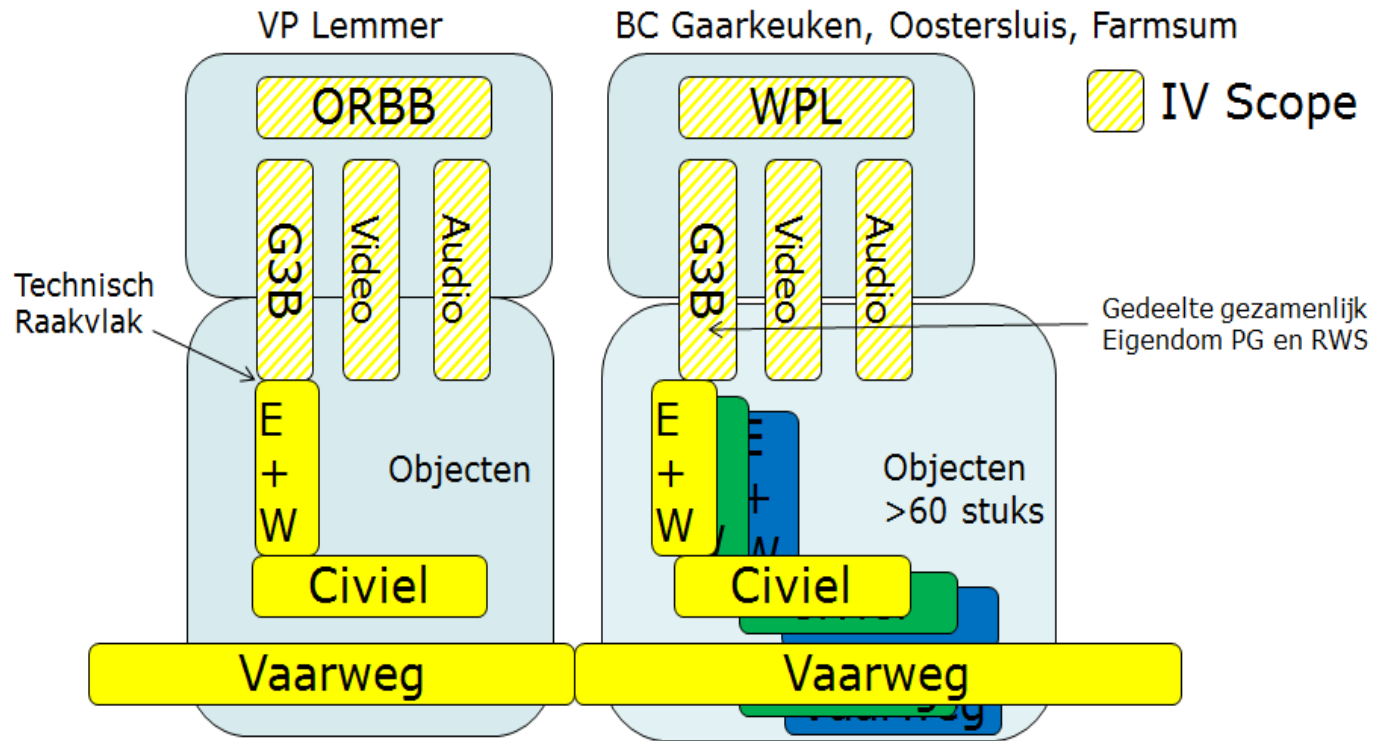 VP Lemmer
BC Gaarkeuken, Oostersluis, Farmsum
IV Scope
ORBB
G3B
Video
Audio
Technisch
Raakvlak
E
+
W
Objecten
Civiel
Vaarweg
WPL
G3B
Video
Audio
Gedeelte gezamenlijk
Eigendom PG en RWS
E
+
W
E
+
W
Objecten
>60 stuks
Civiel
Vaarweg
Vaarweg